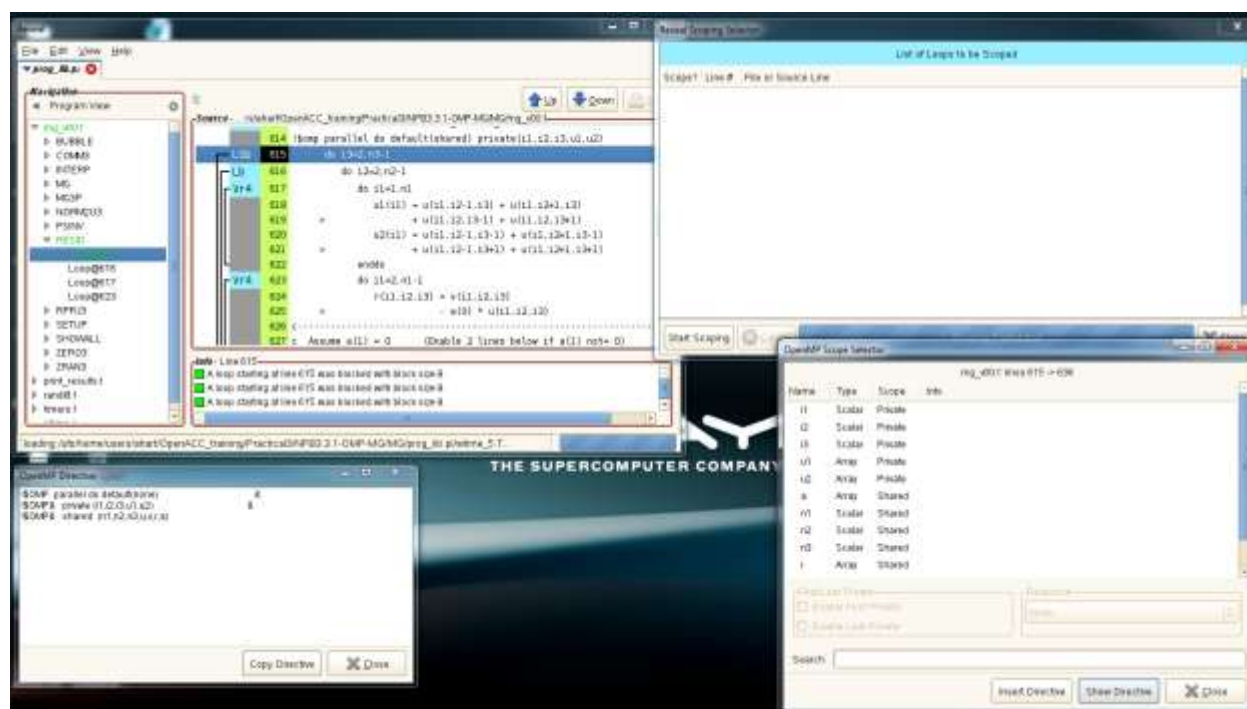 Reveal
File Edit View Help
Navigation
Program View
BUBBLE
COMM3
INTERP
MG
MG3P
NORM2U3
PSINV
RESID
Loop@616
Loop@617
Loop@623
RPRJ3
SETUP
SHOWALL
ZERO3
ZRAN3
print_results.f
timers.f
Up
Down
614 !$omp parallel do default(shared) private(i1,i2,i3,u1,u2)
615 do i3=2,n3-1
616 do i2=2,n2-1
617 do i1=1,n1
618 u1(i1) = u(i1,i2-1,i3) + u(i1,i2+1,i3)
619 > + u(i1,i2,i3-1) + u(i1,i2,i3+1)
620 u2(i1) = u(i1,i2-1,i3-1) + u(i1,i2+1,i3-1)
621 > + u(i1,i2-1,i3+1) + u(i1,i2+1,i3+1)
622 enddo
623 do i1=2,n1-1
624 r(i1,i2,i3) = v(i1,i2,i3)
625 > - a(0) * u(i1,i2,i3)
626 c
627 c Assume a(1) = 0 (Enable 2 lines below if a(1) not= 0)
Info - Line 615
A loop starting at line 615 was blocked with block size 8
A loop starting at line 615 was blocked with block size 8
A loop starting at line 615 was blocked with block size 8
Reveal Scoping Selector
List of Loops to be Scoped
Scope? Line # File or Source Line
Start Scoping
THE SUPERCOMPUTER COMPANY
OpenMP Directive
!$OMP parallel do default(none) &
!$OMP& private (i1,i2,i3,u1,u2) &
!$OMP& shared (n1,n2,n3,u,v,r,a)
Copy Directive
Close
OpenMP Scope Selector
Name Type Scope Info
i1 Scalar Private
i2 Scalar Private
i3 Scalar Private
u1 Array Private
u2 Array Private
a Array Shared
n1 Scalar Shared
n2 Scalar Shared
n3 Scalar Shared
r Array Shared
Enable First Private
Enable Last Private
Search
Insert Directive
Show Directive
Close